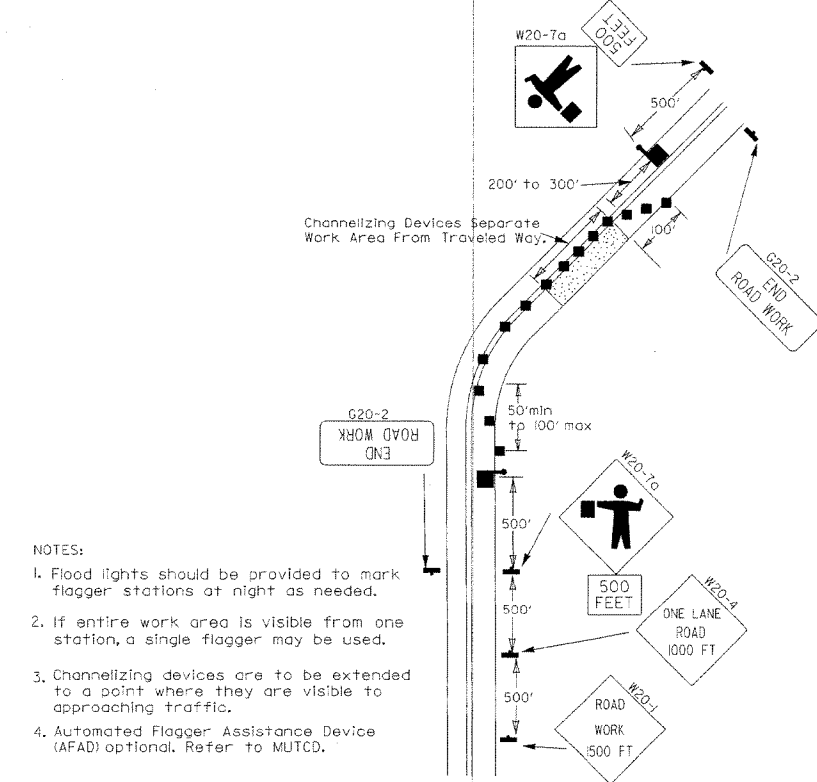 W20-7a
500
FEET
500'
200' to 300'
Channelizing Devices Separate
Work Area From Traveled Way.
100'
G20-2
END
ROAD WORK
50'min
to 100' max
G20-2
END
ROAD WORK
W20-7a
500'
500
FEET
500'
W20-4
ONE LANE
ROAD
1000 FT
500'
W20-1
ROAD
WORK
1500 FT
NOTES:
1. Flood lights should be provided to mark
flagger stations at night as needed.
2. If entire work area is visible from one
station, a single flagger may be used.
3. Channelizing devices are to be extended
to a point where they are visible to
approaching traffic.
4. Automated Flagger Assistance Device
(AFAD) optional. Refer to MUTCD.